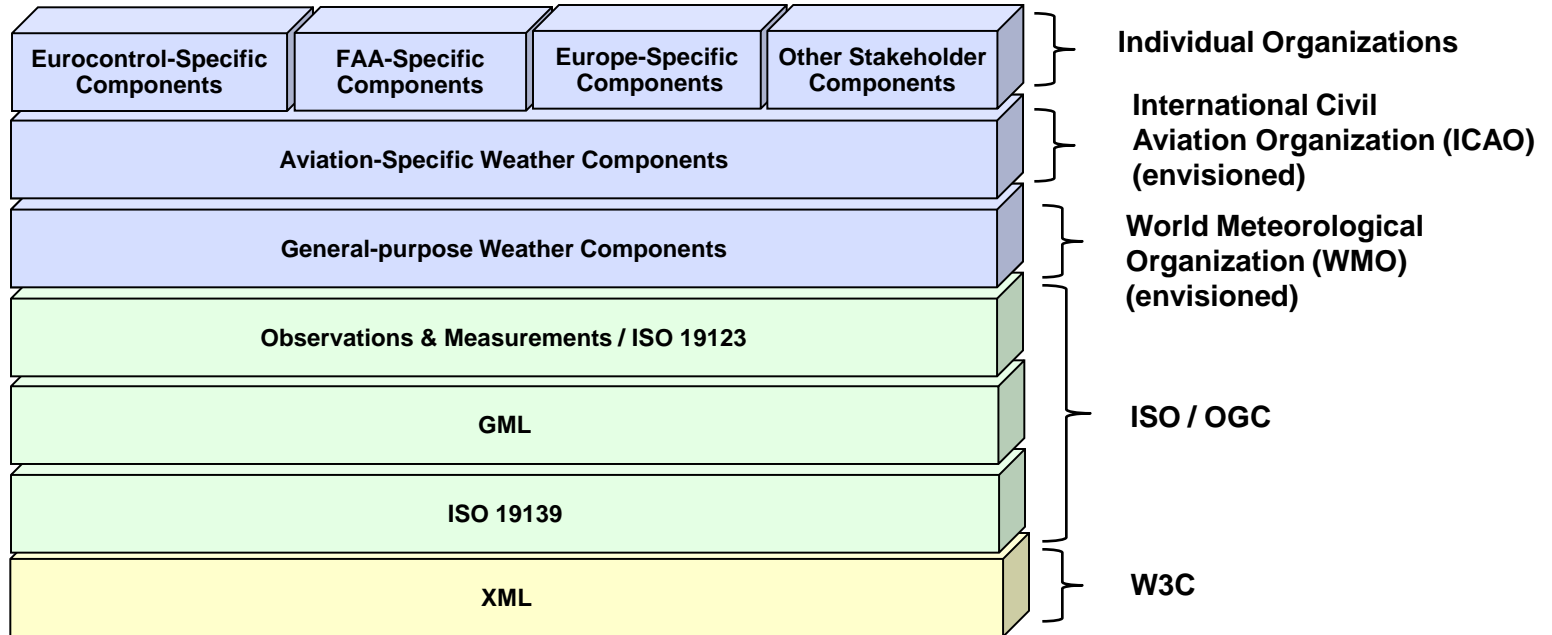 Eurocontrol-Specific
Components
FAA-Specific
Components
Europe-Specific
Components
Other Stakeholder
Components
Individual Organizations
Aviation-Specific Weather Components
International Civil
Aviation Organization (ICAO)
(envisioned)
General-purpose Weather Components
World Meteorological
Organization (WMO)
(envisioned)
Observations & Measurements / ISO 19123
GML
ISO 19139
ISO / OGC
XML
W3C